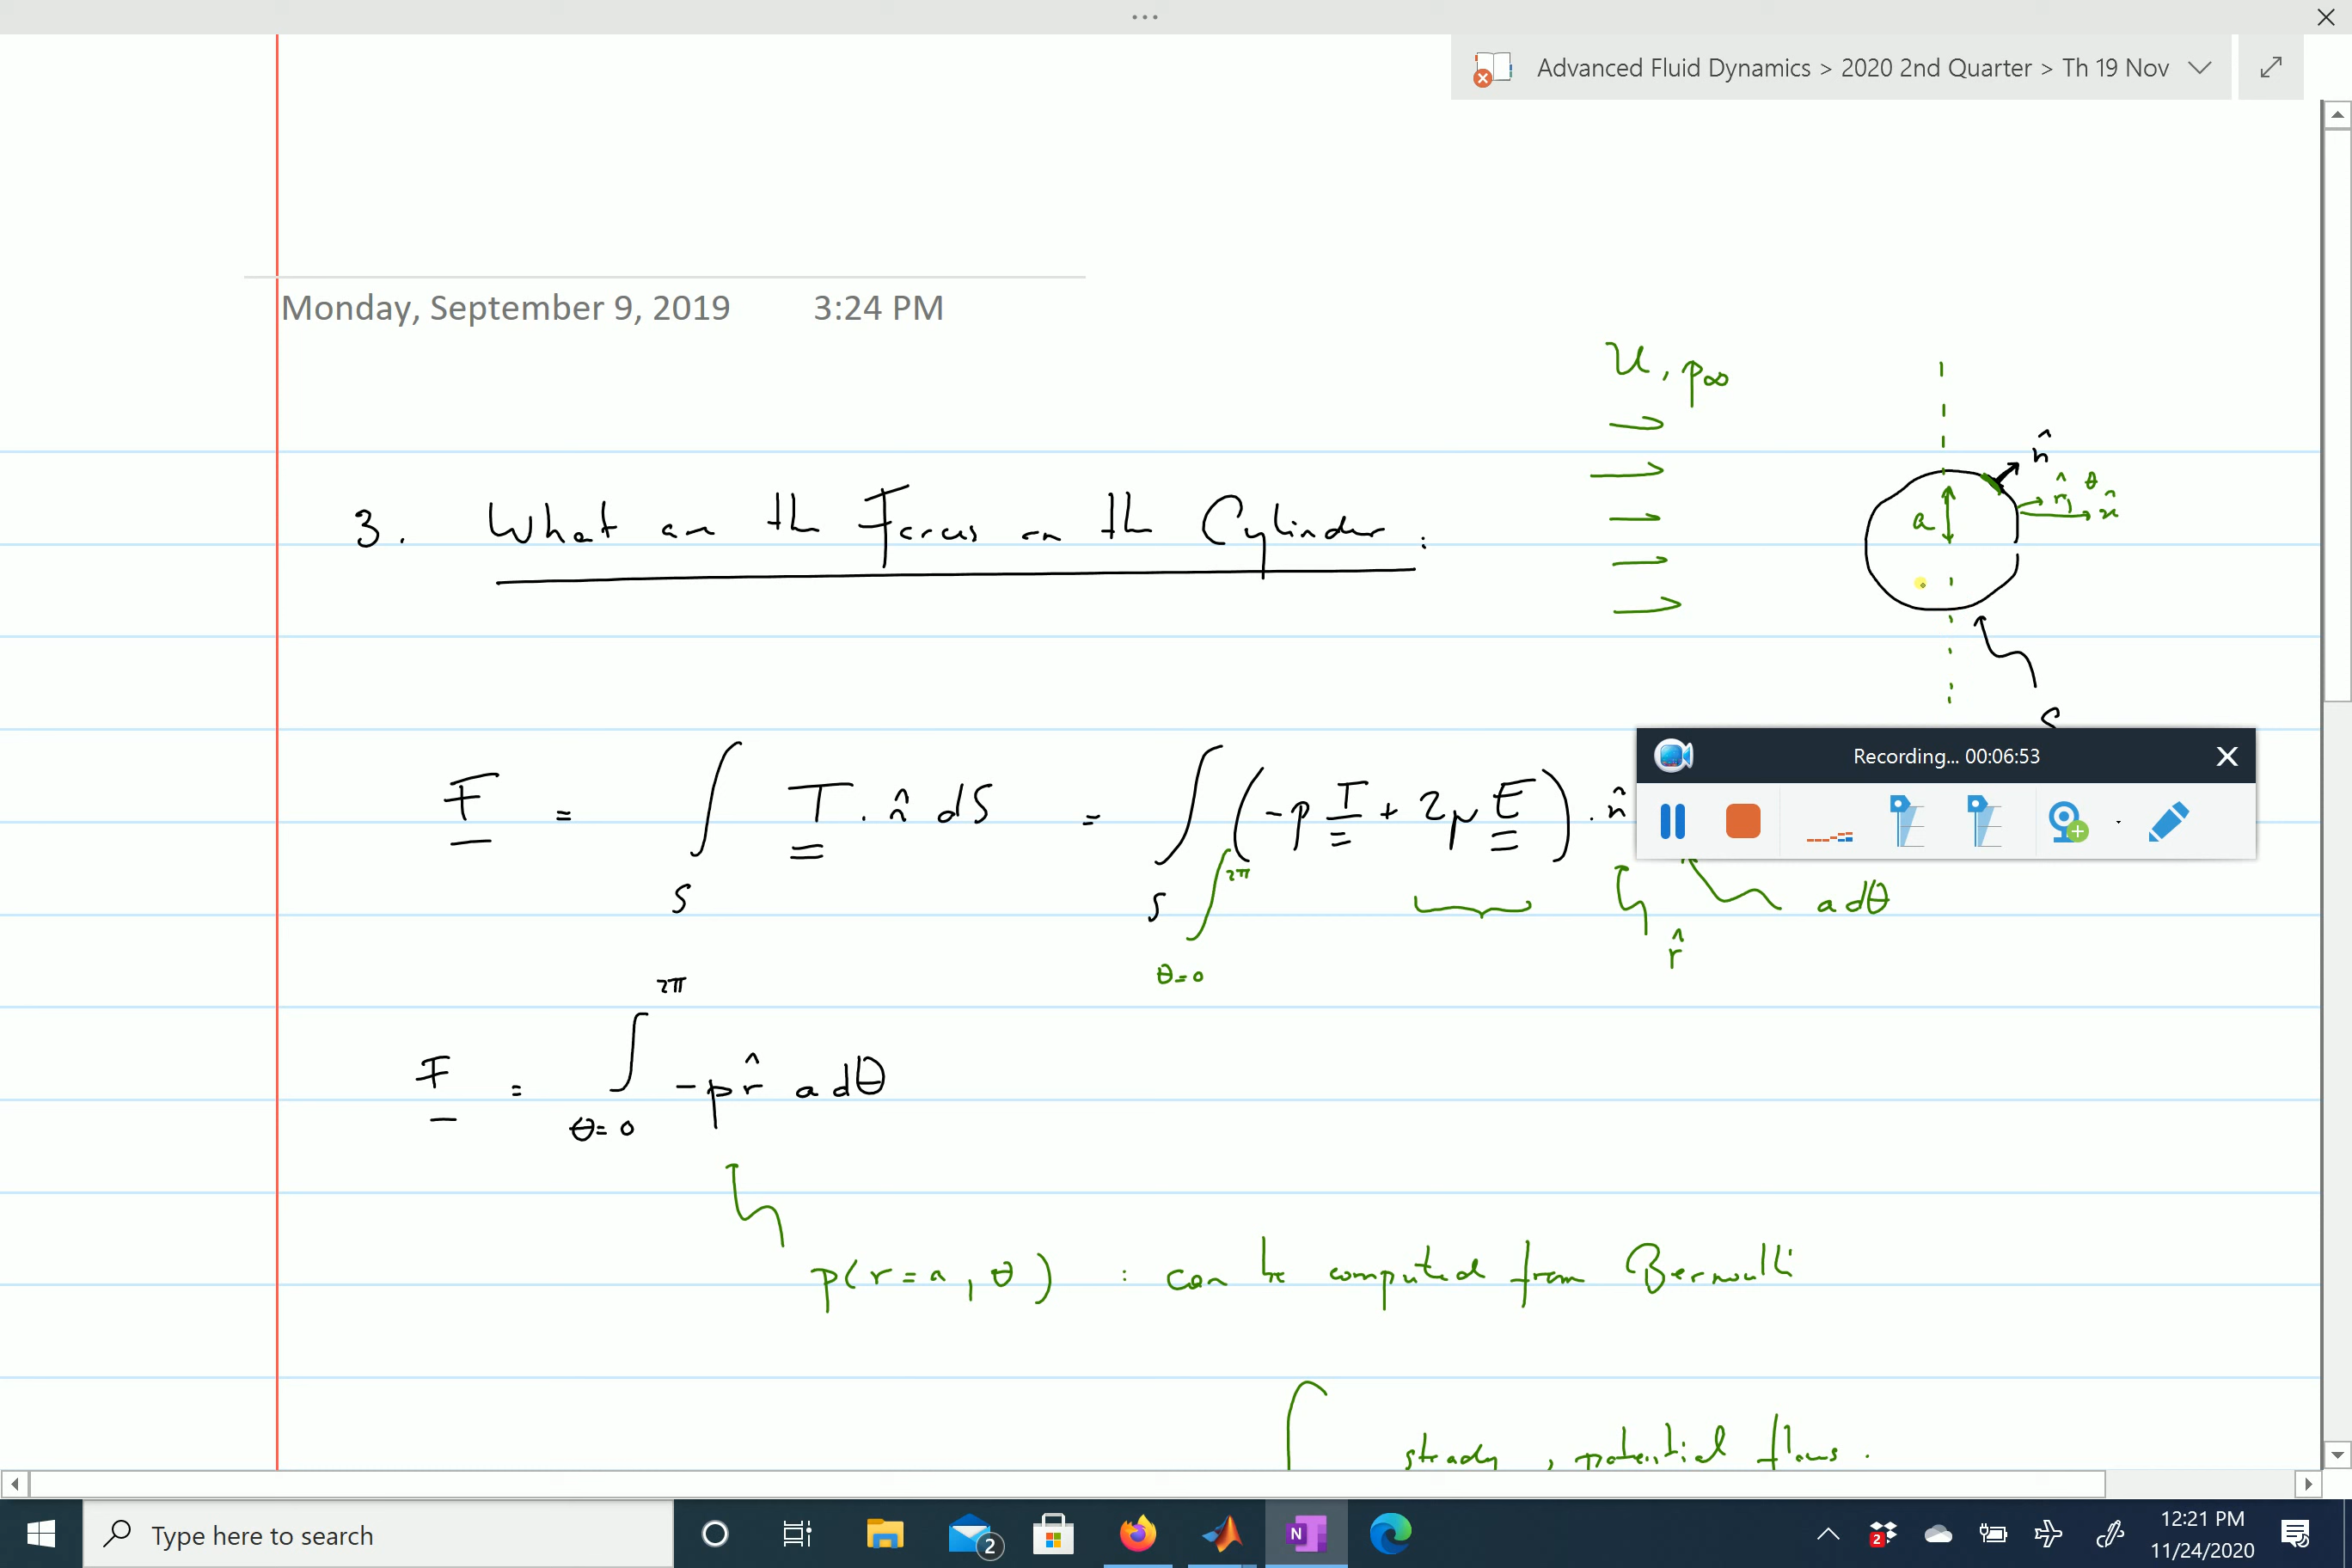 Advanced Fluid Dynamics > 2020 2nd Quarter > Th 19 Nov
Monday, September 9, 2019 3:24 PM
U, p∞
n̂
r̂, θ̂
x̂
a
S
3. What are the Forces on the Cylinder :
F = ∫ T . n̂ dS = ∫ (-p I + 2μ E) . n̂
S S
2π
θ=0
r̂
a dθ
2π
F = ∫ -p r̂ a dθ
θ=0
p(r=a, θ) : can be computed from Bernoulli
steady, potential flows.
Recording... 00:06:53
Type here to search
2
N
2
12:21 PM
11/24/2020